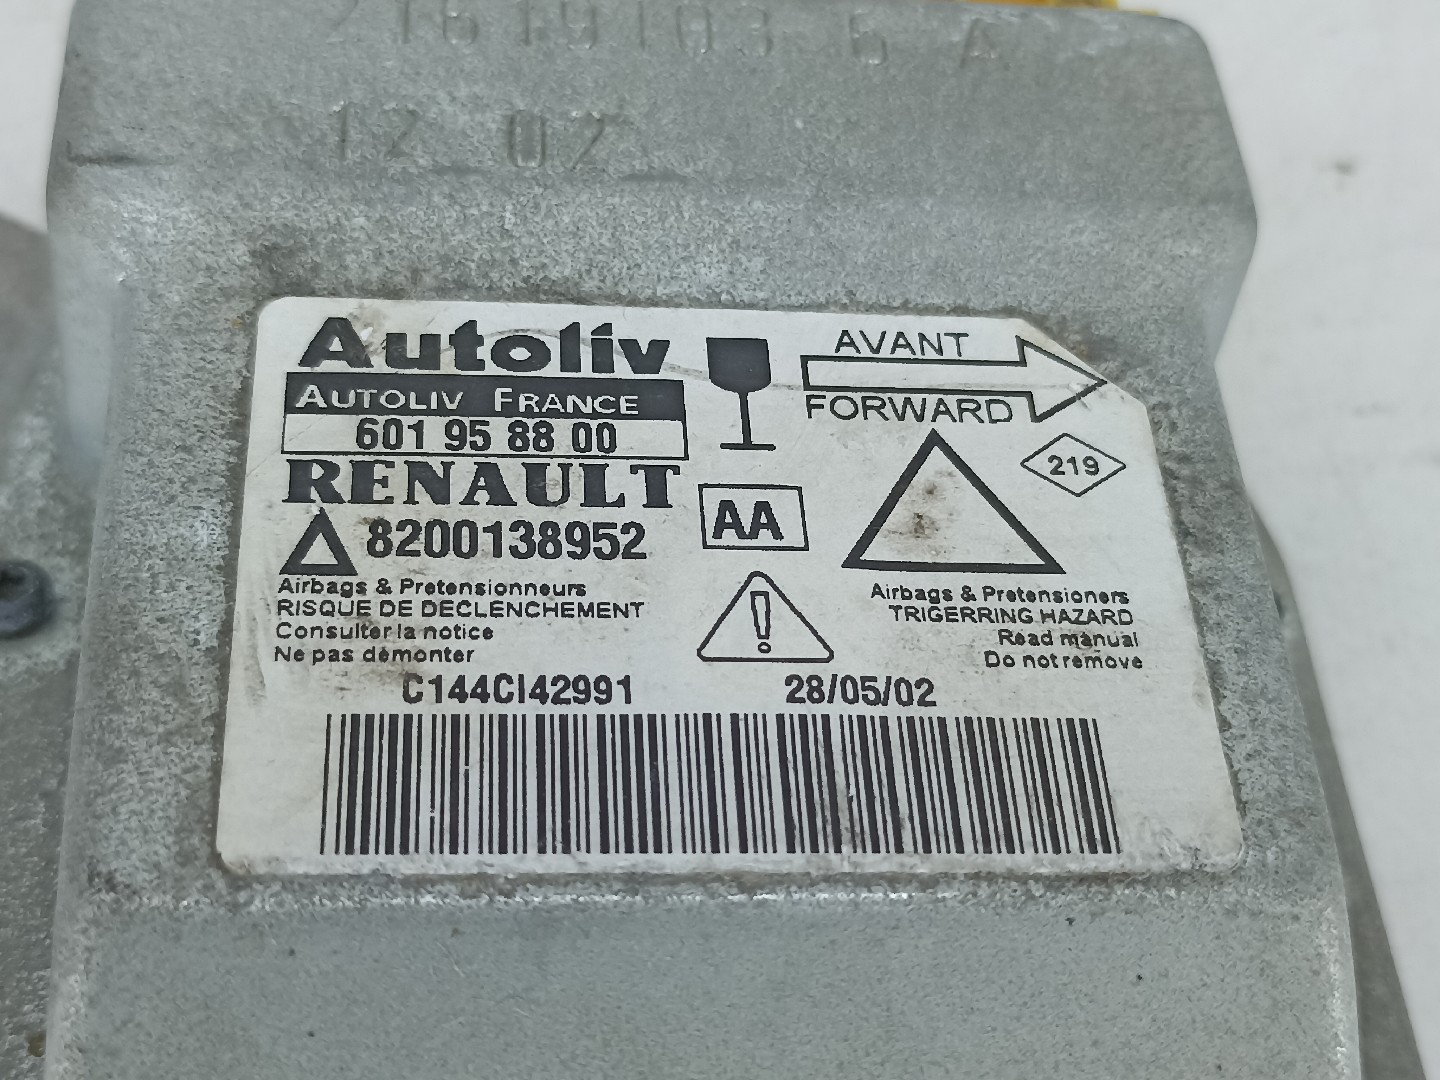 21619103 6 A
12 02
Autoliv
AUTOLIV FRANCE
601 95 88 00
RENAULT
8200138952
AVANT
FORWARD
219
AA
Airbags & Pretensionneurs
RISQUE DE DECLENCHEMENT
Consulter la notice
Ne pas démonter
Airbags & Pretensioners
TRIGERRING HAZARD
Read manual
Do not remove
C144CI42991
28/05/02